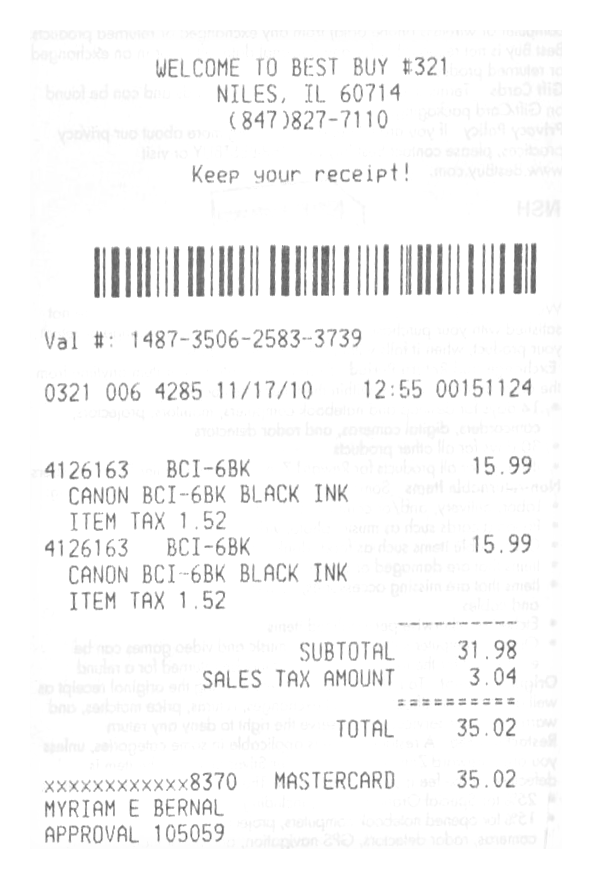 WELCOME TO BEST BUY #321
NILES, IL 60714
(847)827-7110
Keep your receipt!
Val #: 1487-3506-2583-3739
0321 006 4285 11/17/10 12:55 00151124
4126163 BCI-6BK 15.99
CANON BCI-6BK BLACK INK
ITEM TAX 1.52
4126163 BCI-6BK 15.99
CANON BCI-6BK BLACK INK
ITEM TAX 1.52
----------
SUBTOTAL 31.98
SALES TAX AMOUNT 3.04
==========
TOTAL 35.02
xxxxxxxxxxxx8370 MASTERCARD 35.02
MYRIAM E BERNAL
APPROVAL 105059